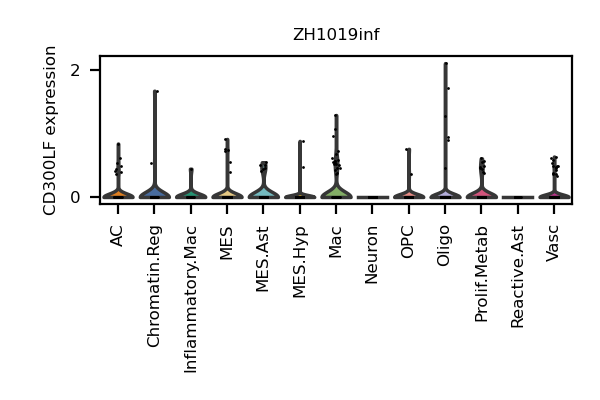 ZH1019inf
CD300LF expression
2
0
AC
Chromatin.Reg
Inflammatory.Mac
MES
MES.Ast
MES.Hyp
Mac
Neuron
OPC
Oligo
Prolif.Metab
Reactive.Ast
Vasc